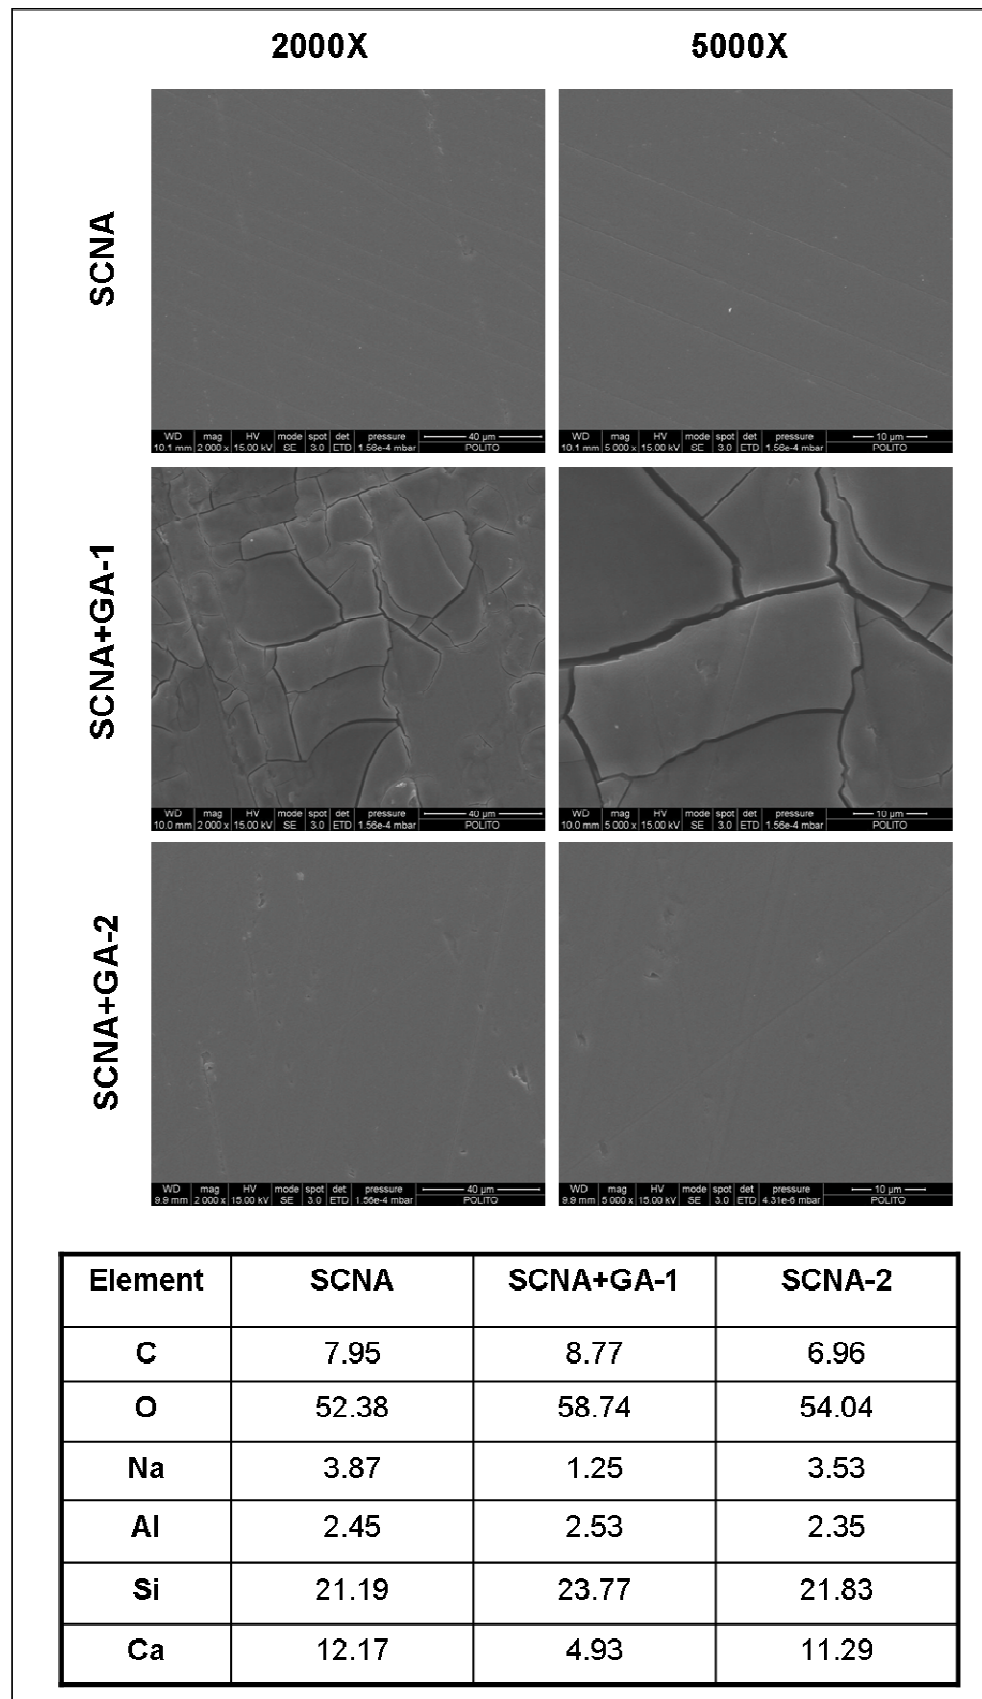 2000X 5000X
SCNA
WD mag HV mode spot det pressure 40 µm
10.1 mm 2 000 x 15.00 kV SE 3.0 ETD 1.56e-4 mbar POLITO
WD mag HV mode spot det pressure 10 µm
10.1 mm 5 000 x 15.00 kV SE 3.0 ETD 1.56e-4 mbar POLITO
SCNA+GA-1
WD mag HV mode spot det pressure 40 µm
10.0 mm 2 000 x 15.00 kV SE 3.0 ETD 1.56e-4 mbar POLITO
WD mag HV mode spot det pressure 10 µm
10.0 mm 5 000 x 15.00 kV SE 3.0 ETD 1.56e-4 mbar POLITO
SCNA+GA-2
WD mag HV mode spot det pressure 40 µm
9.9 mm 2 000 x 15.00 kV SE 3.0 ETD 1.56e-4 mbar POLITO
WD mag HV mode spot det pressure 10 µm
9.9 mm 5 000 x 15.00 kV SE 3.0 ETD 4.31e-6 mbar POLITO
Element SCNA SCNA+GA-1 SCNA-2
C 7.95 8.77 6.96
O 52.38 58.74 54.04
Na 3.87 1.25 3.53
Al 2.45 2.53 2.35
Si 21.19 23.77 21.83
Ca 12.17 4.93 11.29